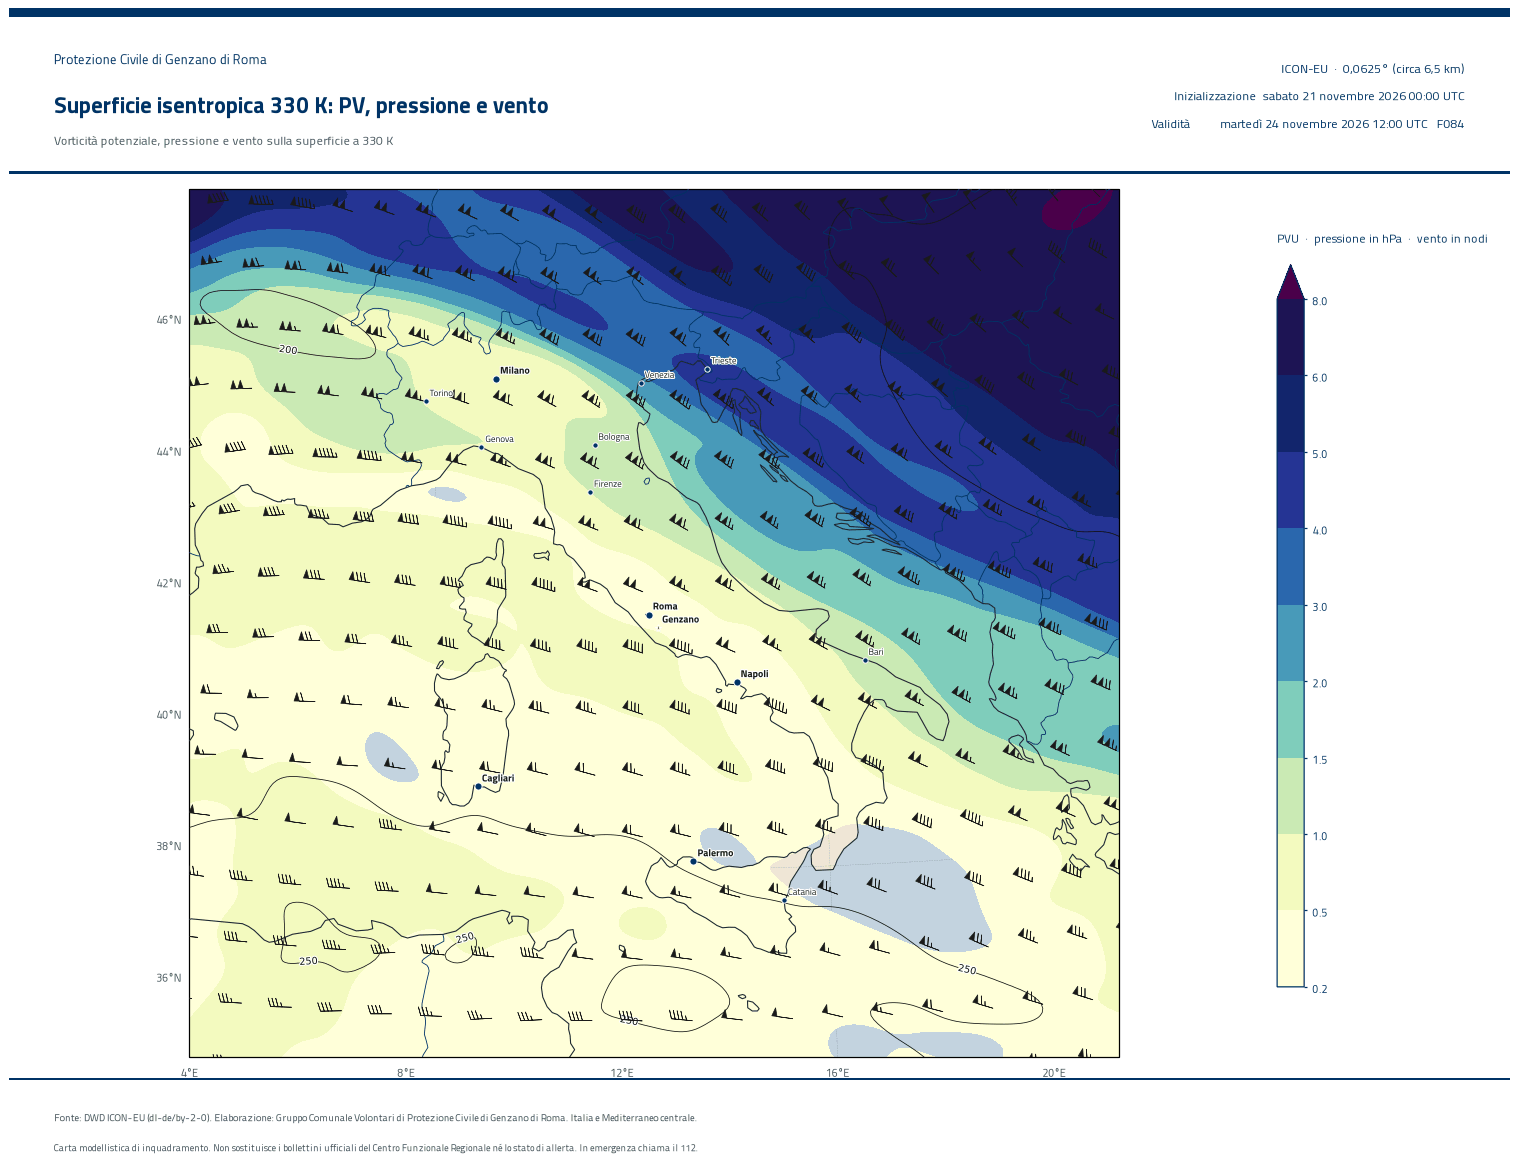 Protezione Civile di Genzano di Roma
Superficie isentropica 330 K: PV, pressione e vento
Vorticità potenziale, pressione e vento sulla superficie a 330 K
ICON-EU · 0,0625° (circa 6,5 km)
Inizializzazione sabato 21 novembre 2026 00:00 UTC
Validità martedì 24 novembre 2026 12:00 UTC F084
PVU · pressione in hPa · vento in nodi
8.0
6.0
5.0
4.0
3.0
2.0
1.5
1.0
0.5
0.2
46°N
44°N
42°N
40°N
38°N
36°N
4°E
8°E
12°E
16°E
20°E
200
Milano
Torino
Venezia
Trieste
Genova
Bologna
Firenze
Roma
Genzano
Napoli
Bari
Cagliari
Palermo
Catania
250
250
250
250
Fonte: DWD ICON-EU (dl-de/by-2-0). Elaborazione: Gruppo Comunale Volontari di Protezione Civile di Genzano di Roma. Italia e Mediterraneo centrale.
Carta modellistica di inquadramento. Non sostituisce i bollettini ufficiali del Centro Funzionale Regionale né lo stato di allerta. In emergenza chiama il 112.